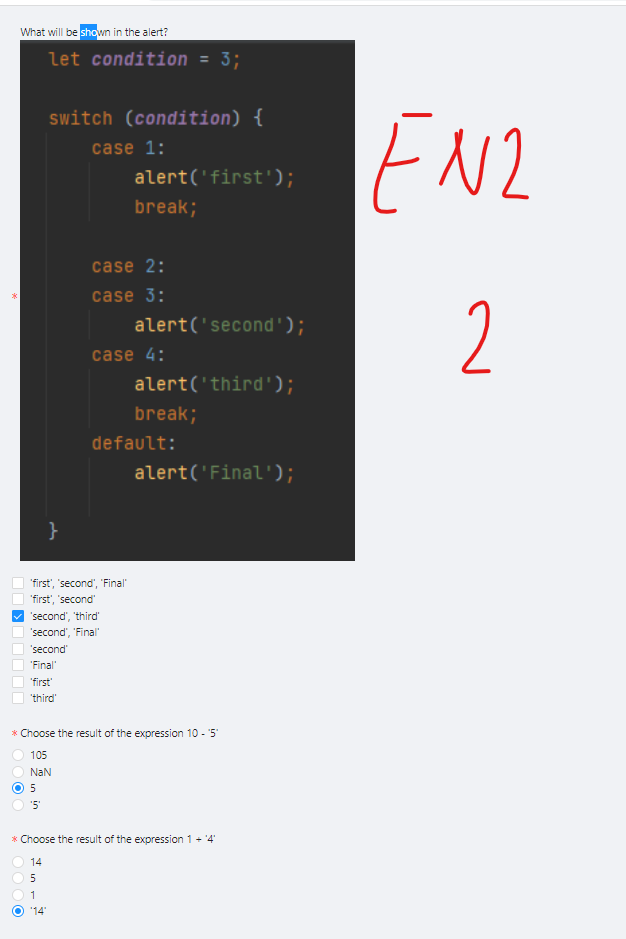 What will be shown in the alert?
let condition = 3;
switch (condition) {
case 1:
alert('first');
break;
case 2:
* case 3:
alert('second');
case 4:
alert('third');
break;
default:
alert('Final');
}
EN2
2
'first', 'second', 'Final'
'first', 'second'
'second', 'third'
'second', 'Final'
'second'
'Final'
'first'
'third'
* Choose the result of the expression 10 - '5'
105
NaN
5
'5'
* Choose the result of the expression 1 + '4'
14
5
1
'14'